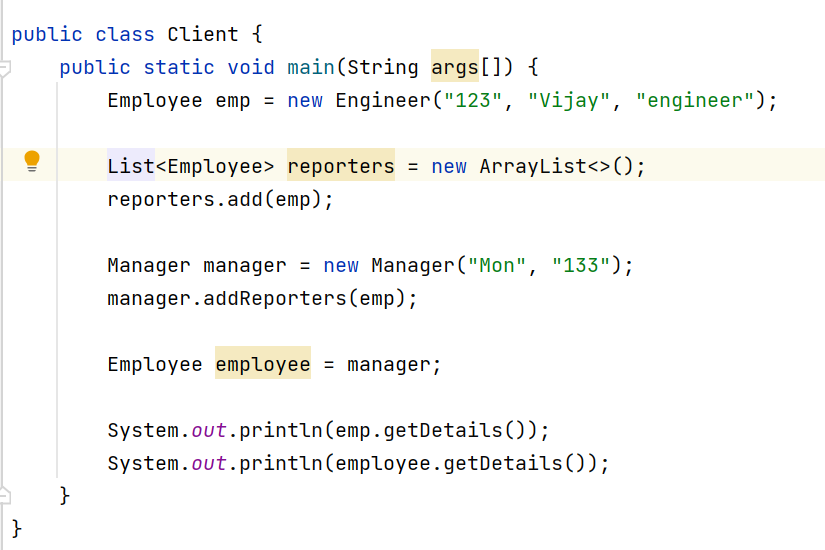 public class Client {
    public static void main(String args[]) {
        Employee emp = new Engineer("123", "Vijay", "engineer");
        List<Employee> reporters = new ArrayList<>();
        reporters.add(emp);
        Manager manager = new Manager("Mon", "133");
        manager.addReporters(emp);
        Employee employee = manager;
        System.out.println(emp.getDetails());
        System.out.println(employee.getDetails());
    }
}